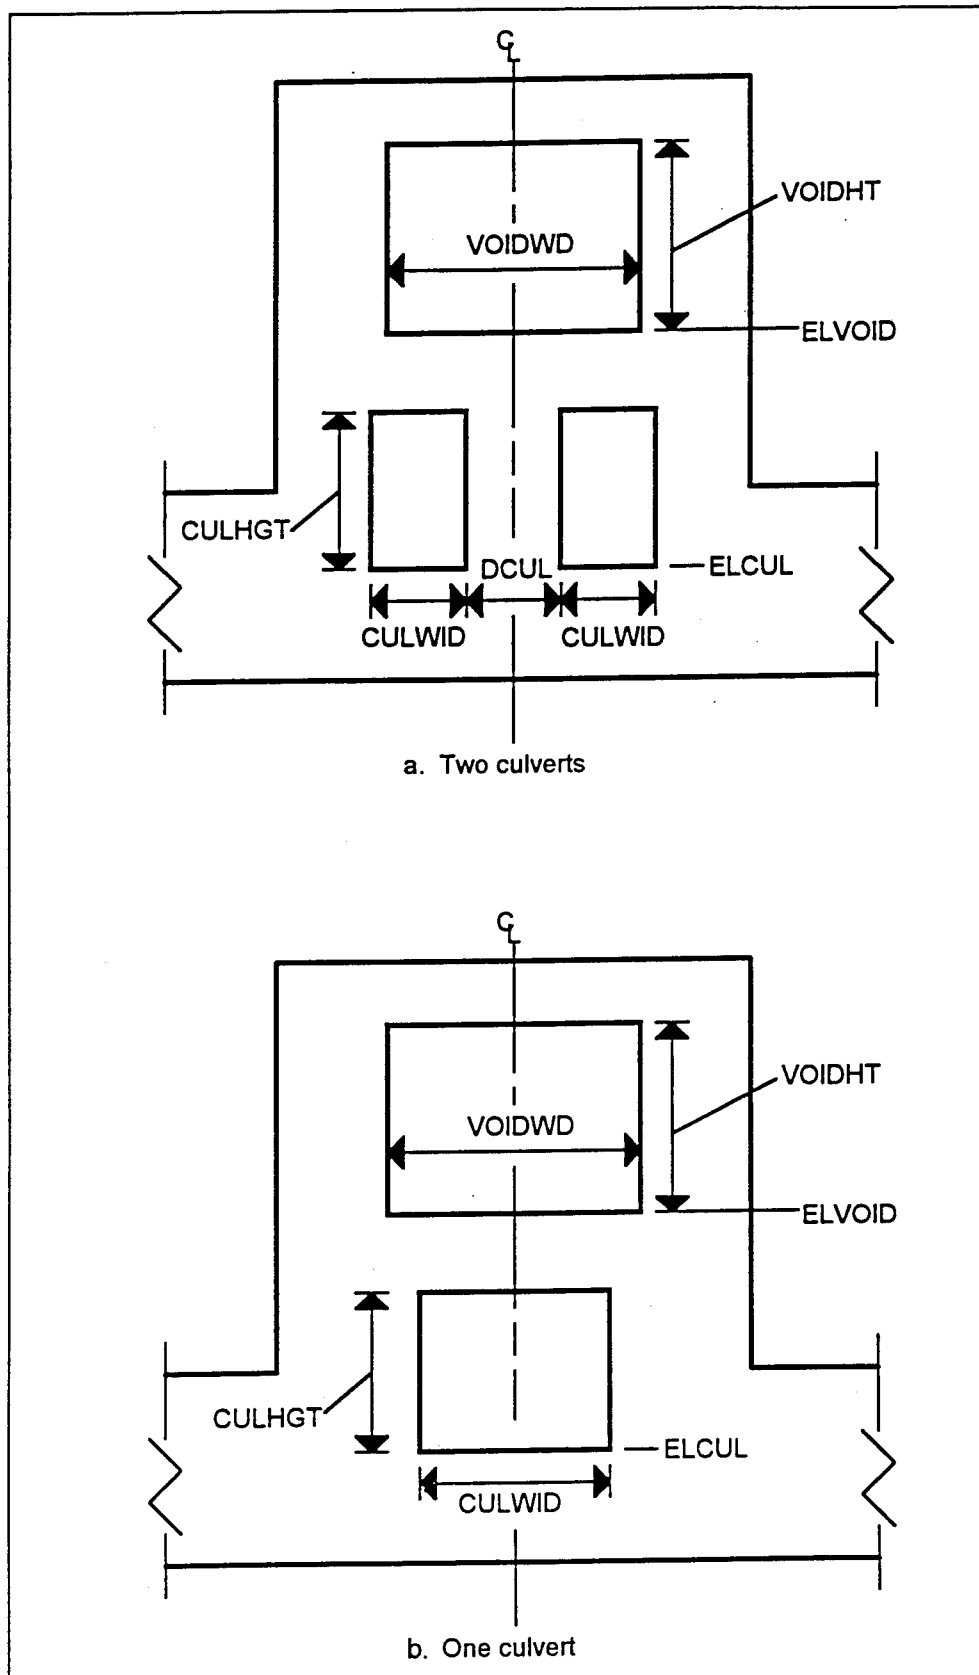 CL
VOIDHT
VOIDWD
ELVOID
CULHGT
DCUL
ELCUL
CULWID
CULWID
a. Two culverts
CL
VOIDHT
VOIDWD
ELVOID
CULHGT
ELCUL
CULWID
b. One culvert